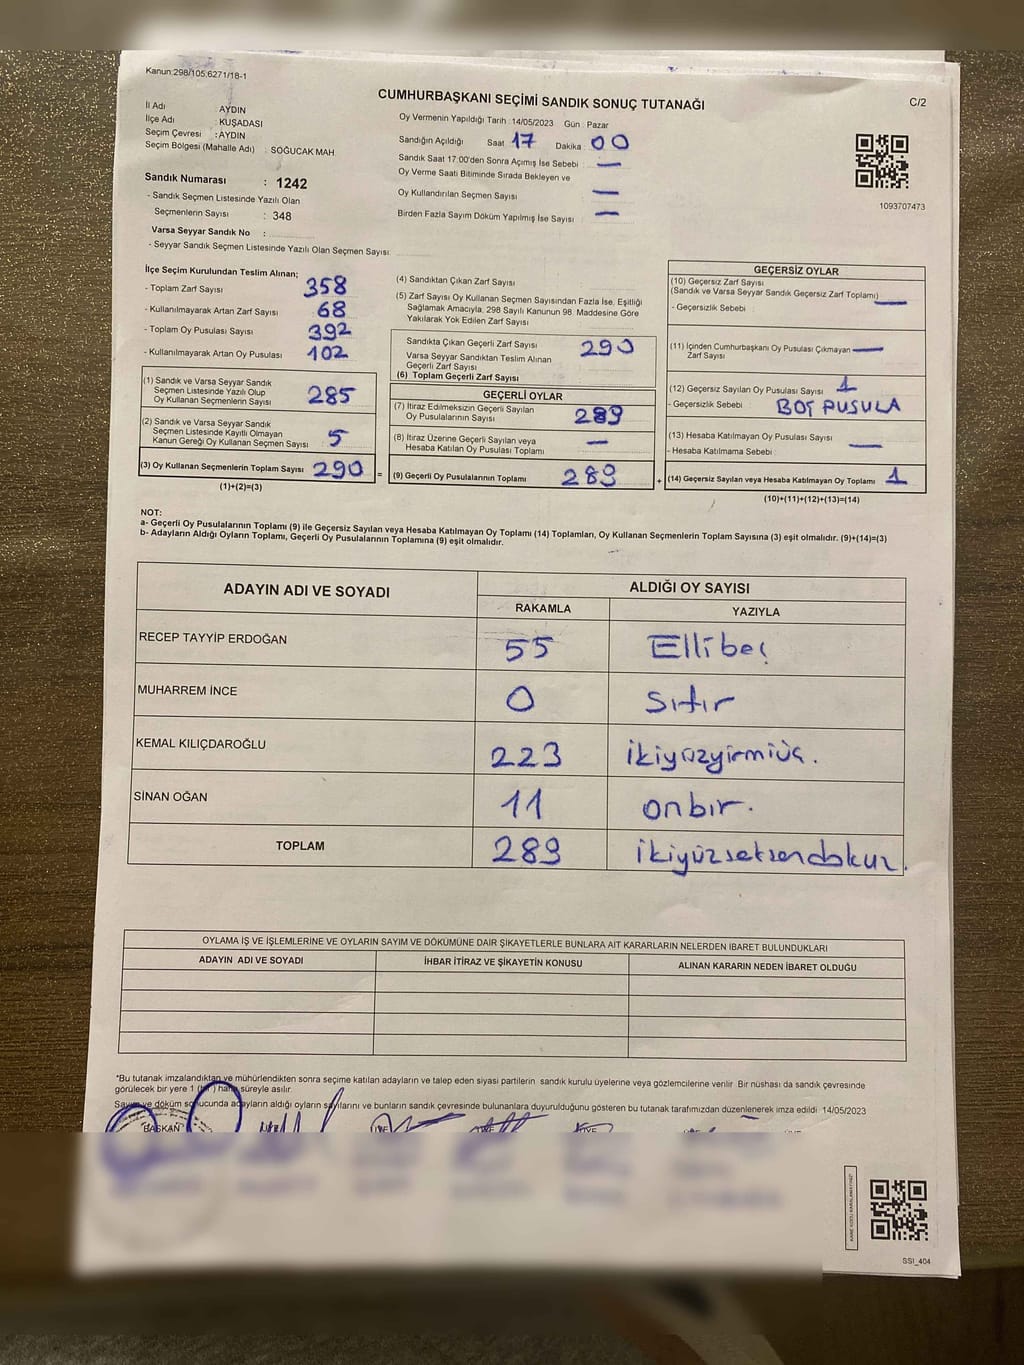 Kanun:298/105;6271/18-1
CUMHURBAŞKANI SEÇİMİ SANDIK SONUÇ TUTANAĞI
C/2
İl Adı : AYDIN
İlçe Adı : KUŞADASI
Seçim Çevresi : AYDIN
Seçim Bölgesi (Mahalle Adı) : SOĞUCAK MAH.
Sandık Numarası : 1242
- Sandık Seçmen Listesinde Yazılı Olan
Seçmenlerin Sayısı : 348
Varsa Seyyar Sandık No :
- Seyyar Sandık Seçmen Listesinde Yazılı Olan Seçmen Sayısı:
Oy Vermenin Yapıldığı Tarih : 14/05/2023 Gün : Pazar
Sandığın Açıldığı Saat 17 Dakika : 00
Sandık Saat 17:00'den Sonra Açımış İse Sebebi : —
Oy Verme Saati Bitiminde Sırada Bekleyen ve
Oy Kullandırılan Seçmen Sayısı : —
Birden Fazla Sayım Döküm Yapılmış İse Sayısı : —
1093707473
İlçe Seçim Kurulundan Teslim Alınan;
- Toplam Zarf Sayısı : 358
- Kullanılmayarak Artan Zarf Sayısı : 68
- Toplam Oy Pusulası Sayısı : 392
- Kullanılmayarak Artan Oy Pusulası : 102
(1) Sandık ve Varsa Seyyar Sandık
Seçmen Listesinde Yazılı Olup
Oy Kullanan Seçmenlerin Sayısı : 285
(2) Sandık ve Varsa Seyyar Sandık
Seçmen Listesinde Kayıtlı Olmayan
Kanun Gereği Oy Kullanan Seçmen Sayısı : 5
(3) Oy Kullanan Seçmenlerin Toplam Sayısı : 290 =
(1)+(2)=(3)
(4) Sandıktan Çıkan Zarf Sayısı :
(5) Zarf Sayısı Oy Kullanan Seçmen Sayısından Fazla İse, Eşitliği
Sağlamak Amacıyla, 298 Sayılı Kanunun 98. Maddesine Göre
Yakılarak Yok Edilen Zarf Sayısı :
Sandıkta Çıkan Geçerli Zarf Sayısı : 290
Varsa Seyyar Sandıktan Teslim Alınan
Geçerli Zarf Sayısı :
(6) Toplam Geçerli Zarf Sayısı
GEÇERLİ OYLAR
(7) İtiraz Edilmeksizin Geçerli Sayılan
Oy Pusulalarının Sayısı : 289
(8) İtiraz Üzerine Geçerli Sayılan veya
Hesaba Katılan Oy Pusulası Toplamı : —
(9) Geçerli Oy Pusulalarının Toplamı : 289 +
GEÇERSİZ OYLAR
(10) Geçersiz Zarf Sayısı
(Sandık ve Varsa Seyyar Sandık Geçersiz Zarf Toplamı) —
- Geçersizlik Sebebi :
(11) İçinden Cumhurbaşkanı Oy Pusulası Çıkmayan —
Zarf Sayısı
(12) Geçersiz Sayılan Oy Pusulası Sayısı : 1
- Geçersizlik Sebebi : BOŞ PUSULA
(13) Hesaba Katılmayan Oy Pusulası Sayısı : —
- Hesaba Katılmama Sebebi :
(14) Geçersiz Sayılan veya Hesaba Katılmayan Oy Toplamı : 1
(10)+(11)+(12)+(13)=(14)
NOT:
a- Geçerli Oy Pusulalarının Toplamı (9) ile Geçersiz Sayılan veya Hesaba Katılmayan Oy Toplamı (14) Toplamları, Oy Kullanan Seçmenlerin Toplam Sayısına (3) eşit olmalıdır. (9)+(14)=(3)
b- Adayların Aldığı Oyların Toplamı, Geçerli Oy Pusulalarının Toplamına (9) eşit olmalıdır.
ADAYIN ADI VE SOYADI
ALDIĞI OY SAYISI
RAKAMLA YAZIYLA
RECEP TAYYİP ERDOĞAN 55 Ellibeş
MUHARREM İNCE 0 Sıfır
KEMAL KILIÇDAROĞLU 223 ikiyüzyirmiüç.
SİNAN OĞAN 11 onbir.
TOPLAM 289 ikiyüzseksendokuz.
OYLAMA İŞ VE İŞLEMLERİNE VE OYLARIN SAYIM VE DÖKÜMÜNE DAİR ŞİKAYETLERLE BUNLARA AİT KARARLARIN NELERDEN İBARET BULUNDUKLARI
ADAYIN ADI VE SOYADI İHBAR İTİRAZ VE ŞİKAYETİN KONUSU ALINAN KARARIN NEDEN İBARET OLDUĞU
*Bu tutanak imzalandıktan ve mühürlendikten sonra seçime katılan adayların ve talep eden siyasi partilerin sandık kurulu üyelerine veya gözlemcilerine verilir. Bir nüshası da sandık çevresinde
görülecek bir yere 1 (bir) hafta süreyle asılır.
Sayım ve döküm sonucunda adayların aldığı oyların sayılarını ve bunların sandık çevresinde bulunanlara duyurulduğunu gösteren bu tutanak tarafımızdan düzenlenerek imza edildi. 14/05/2023
BAŞKAN
SSİ_404